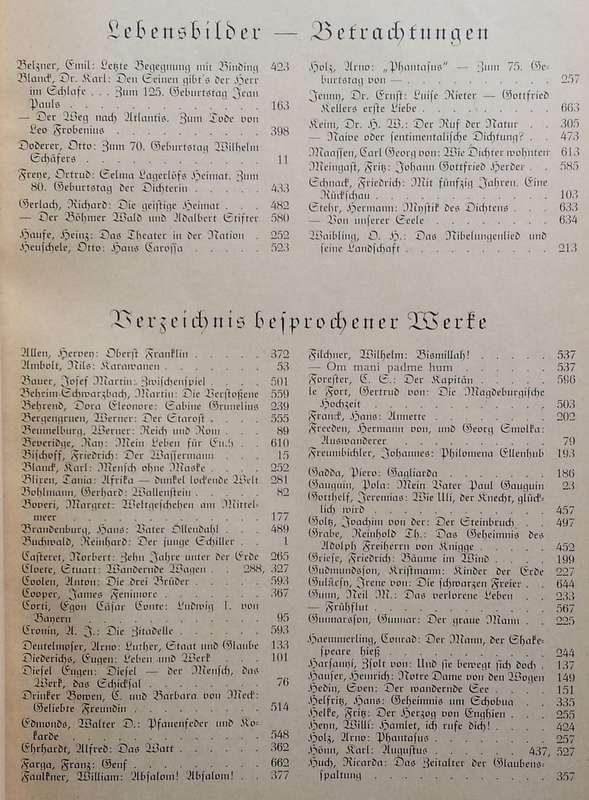 Lebensbilder — Betrachtungen
Belzner, Emil: Letzte Begegnung mit Binding 423
Blanck, Dr. Karl: Den Seinen gibt's der Herr
im Schlafe . . . Zum 125. Geburtstag Jean
Pauls . . . . . . . . . . . 163
— Der Weg nach Atlantis. Zum Tode von
Leo Frobenius . . . . . . . . . 398
Doderer, Otto: Zum 70. Geburtstag Wilhelm
Schäfers . . . . . . . . . . 11
Frene, Ortrud: Selma Lagerlöfs Heimat. Zum
80. Geburtstag der Dichterin . . . . . 433
Gerlach, Richard: Die geistige Heimat . . . 482
— Der Böhmer Wald und Adalbert Stifter 580
Haufe, Heinz: Das Theater in der Nation . 252
Heuschele, Otto: Hans Carossa . . . . . 523
Holz, Arno: „Phantasus" — Zum 75. Ge-
burtstag von — . . . . . . . . . 257
Jenny, Dr. Ernst: Luise Rieter — Gottfried
Kellers erste Liebe . . . . . . . . 663
Keim, Dr. H. W.: Der Ruf der Natur . . 305
— Naive oder sentimentalische Dichtung? . . 473
Maassen, Carl Georg von: Wie Dichter wohnten 613
Meingast, Fritz: Johann Gottfried Herder . . 585
Schnack, Friedrich: Mit fünfzig Jahren. Eine
Rückschau . . . . . . . . . . 103
Stehr, Hermann: Mystik des Dichtens . . . 633
— Von unserer Seele . . . . . . . . 634
Waibling, O. H.: Das Nibelungenlied und
seine Landschaft . . . . . . . . . 213
Verzeichnis besprochener Werke
Allen, Hervey: Oberst Franklin . . . . . 372
Ambolt, Nils: Karawanen . . . . . . . 53
Bauer, Josef Martin: Zwischenspiel . . . . 501
Beheim-Schwarzbach, Martin: Die Verstoßene 559
Behrend, Dora Eleonore: Sabine Grunelius 239
Bergengruen, Werner: Der Starost . . . . 555
Beumelburg, Werner: Reich und Rom . . . 89
Beveridge, Ray: Mein Leben für Euch . . 610
Bischoff, Friedrich: Der Wassermann . . . 15
Blanck, Karl: Mensch ohne Maske . . . . 252
Blixen, Tania: Afrika — dunkel lockende Welt 281
Bohlmann, Gerhard: Wallenstein . . . . . 82
Boveri, Margret: Weltgeschehen am Mittel-
meer . . . . . . . . . . . 177
Brandenburg, Hans: Vater Öllendahl . . . 489
Buchwald, Reinhard: Der junge Schiller . . 1
Casteret, Norbert: Zehn Jahre unter der Erde 265
Cloete, Stuart: Wandernde Wagen . . 288, 327
Coolen, Anton: Die drei Brüder . . . . . 593
Cooper, James Fenimore . . . . . . . 367
Corti, Egon Cäsar Conte: Ludwig I. von
Bayern . . . . . . . . . . . 95
Cronin, A. J.: Die Zitadelle . . . . . . 593
Deutelmoser, Arno: Luther, Staat und Glaube 133
Diederichs, Eugen: Leben und Werk . . . 101
Diesel Eugen: Diesel — der Mensch, das
Werk, das Schicksal . . . . . . . . 76
Drinker Bowen, C. und Barbara von Meck:
Geliebte Freundin . . . . . . . . 514
Edmonds, Walter D.: Pfauenfeder und Ko-
karde . . . . . . . . . . . 548
Ehrhardt, Alfred: Das Watt . . . . . . 362
Farga, Franz: Genf . . . . . . . . . 662
Faulkner, William: Absalom! Absalom! . . 377
Filchner, Wilhelm: Bismillah! . . . . . 537
— Om mani padme hum . . . . . . . 537
Forester, C. S.: Der Kapitän . . . . . . 596
le Fort, Gertrud von: Die Magdeburgische
Hochzeit . . . . . . . . . . . 503
Franck, Hans: Annette . . . . . . . . 202
Freeden, Hermann von, und Georg Smolka:
Auswanderer . . . . . . . . . . 79
Freumbichler, Johannes: Philomena Ellenhub 193
Gadda, Piero: Gagliarda . . . . . . . 186
Gauguin, Pola: Mein Vater Paul Gauguin 23
Gotthelf, Jeremias: Wie Uli, der Knecht, glück-
lich wird . . . . . . . . . . . 457
Goltz, Joachim von der: Der Steinbruch . . 497
Grabe, Reinhold Th.: Das Geheimnis des
Adolph Freiherrn von Knigge . . . . . 452
Griese, Friedrich: Bäume im Wind . . . . 199
Gudmundsson, Kristmann: Kinder der Erde 227
Gulácsy, Irene von: Die schwarzen Freier . . 644
Gunn, Neil M.: Das verlorene Leben . . . 233
— Frühflut . . . . . . . . . . . 567
Gunnarsson, Gunnar: Der graue Mann . . 225
Haemmerling, Conrad: Der Mann, der Shake-
speare hieß . . . . . . . . . . 244
Harsanyi, Zsolt von: Und sie bewegt sich doch . 137
Hauser, Heinrich: Notre Dame von den Wogen 149
Hedin, Sven: Der wandernde See . . . . 151
Helfritz, Hans: Geheimnis um Schobua . . 335
Helke, Fritz: Der Herzog von Enghien . . . 255
Henn, Willi: Hamlet, ich rufe dich! . . . . 424
Holz, Arno: Phantasus . . . . . . . . 257
Hönn, Karl: Augustus . . . . . . 437, 527
Huch, Ricarda: Das Zeitalter der Glaubens-
spaltung . . . . . . . . . . . 357